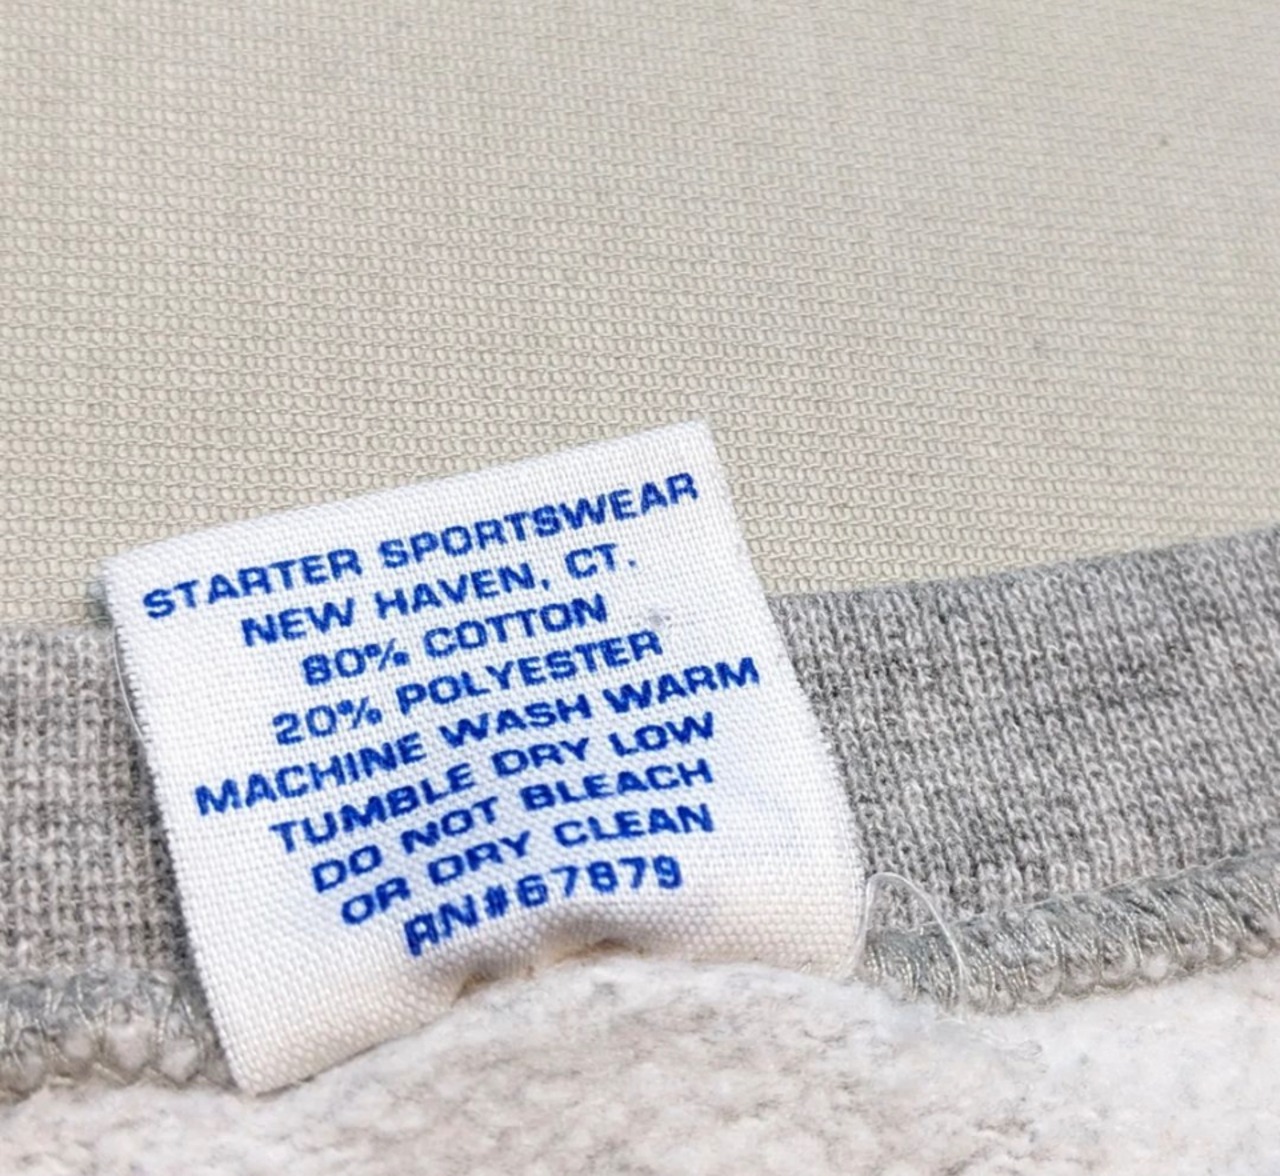 STARTER SPORTSWEAR
NEW HAVEN, CT.
80% COTTON
20% POLYESTER
MACHINE WASH WARM
TUMBLE DRY LOW
DO NOT BLEACH
OR DRY CLEAN
RN#67879